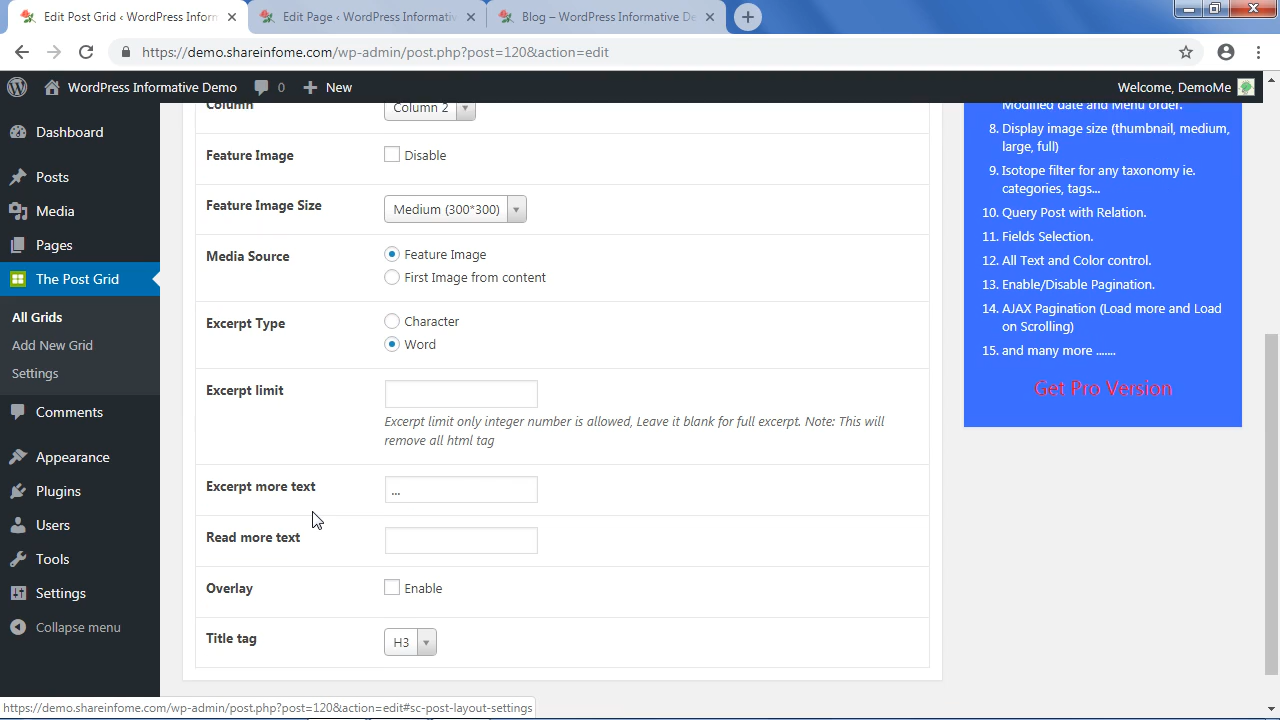 Edit Post Grid ‹ WordPress Inform
Edit Page ‹ WordPress Informativ
Blog – WordPress Informative De
https://demo.shareinfome.com/wp-admin/post.php?post=120&action=edit
WordPress Informative Demo
0
New
Welcome, DemoMe
Dashboard
Posts
Media
Pages
The Post Grid
All Grids
Add New Grid
Settings
Comments
Appearance
Plugins
Users
Tools
Settings
Collapse menu
Column
Column 2
Feature Image
Disable
Feature Image Size
Medium (300*300)
Media Source
Feature Image
First Image from content
Excerpt Type
Character
Word
Excerpt limit
Excerpt limit only integer number is allowed, Leave it blank for full excerpt. Note: This will
remove all html tag
Excerpt more text
...
Read more text
Overlay
Enable
Title tag
H3
Modified date and Menu order.
8. Display image size (thumbnail, medium,
large, full)
9. Isotope filter for any taxonomy ie.
categories, tags...
10. Query Post with Relation.
11. Fields Selection.
12. All Text and Color control.
13. Enable/Disable Pagination.
14. AJAX Pagination (Load more and Load
on Scrolling)
15. and many more .......
Get Pro Version
https://demo.shareinfome.com/wp-admin/post.php?post=120&action=edit#sc-post-layout-settings